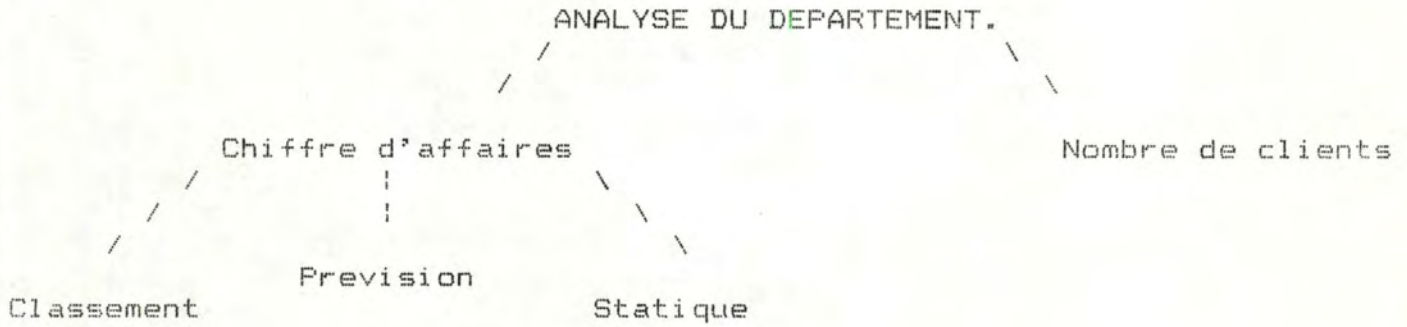 ANALYSE DU DEPARTEMENT.
Chiffre d'affaires
Nombre de clients
Prevision
Classement
Statique